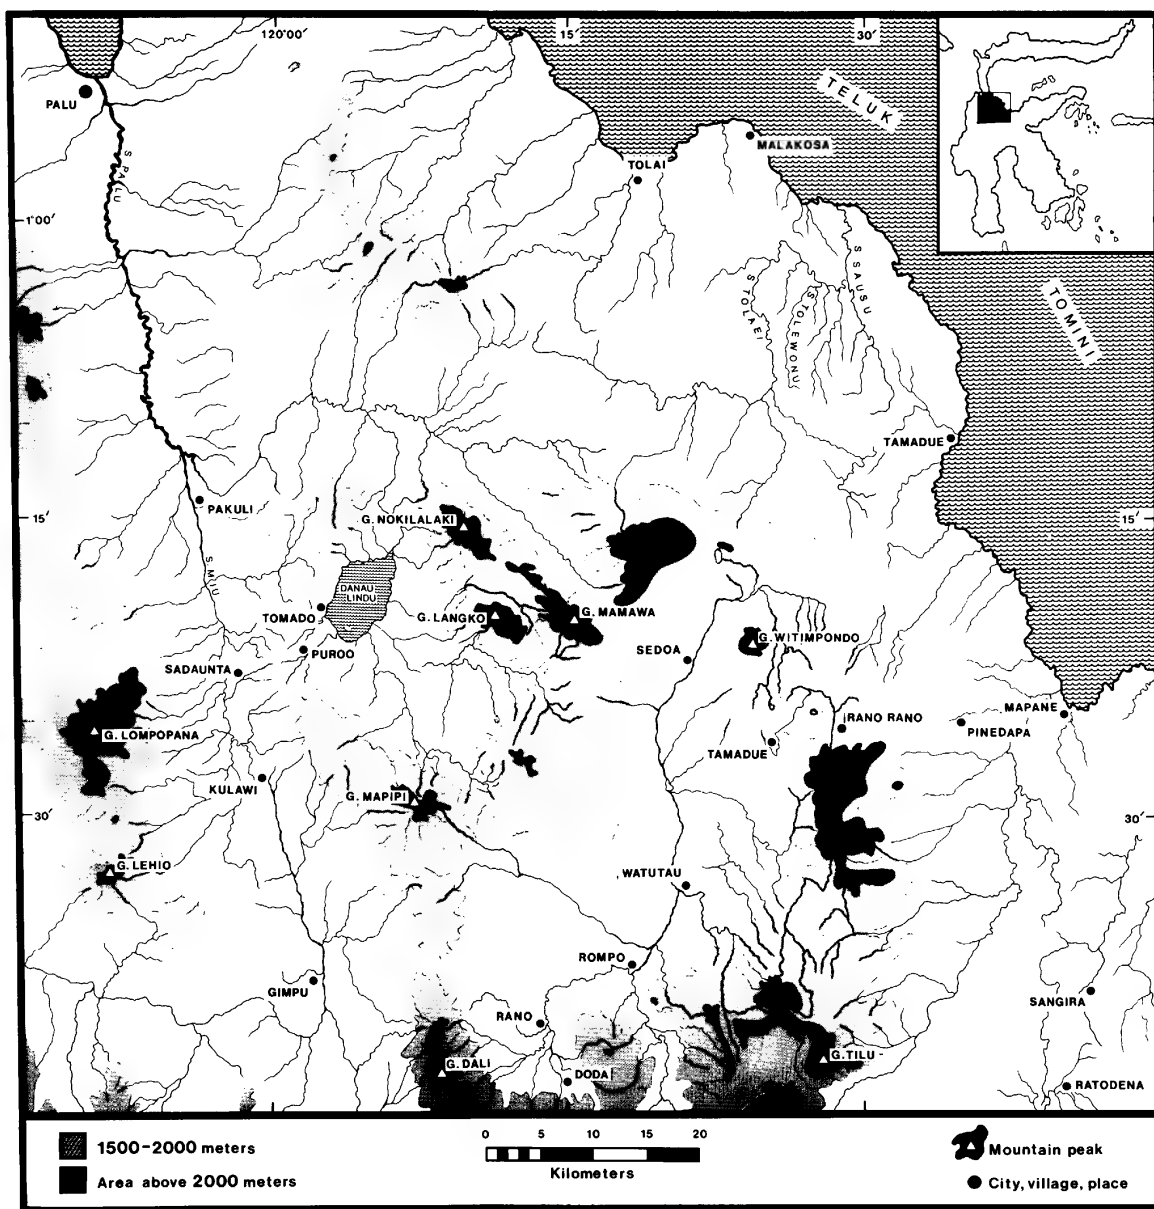 120°00′
15′
30′
PALU
TELUK
MALAKOSA
TOLAI
S PALU
1°00′
S SAUSU
S TOLAEI
S TOLEWONU
TOMINI
TAMADUE
PAKULI
G. NOKILALAKI
15′
15′
S. MIU
DANAU
LINDU
TOMADO
G. LANGKO
G. MAMAWA
G. WITIMPONDO
PUROO
SEDOA
SADAUNTA
MAPANE
RANO RANO
PINEDAPA
G. LOMPOPANA
TAMADUE
KULAWI
G. MAPIPI
30′
30′
G. LEHIO
WATUTAU
ROMPO
GIMPU
SANGIRA
RANO
G. TILU
G. DALI
DODA
RATODENA
1500-2000 meters
Area above 2000 meters
0 5 10 15 20
Kilometers
Mountain peak
City, village, place